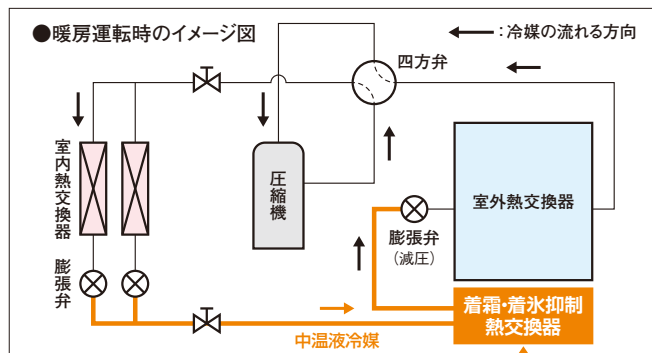 ●暖房運転時のイメージ図
：冷媒の流れる方向
四方弁
室内熱交換器
圧縮機
室外熱交換器
膨張弁
（減圧）
膨張弁
着霜・着氷抑制
熱交換器
中温液冷媒